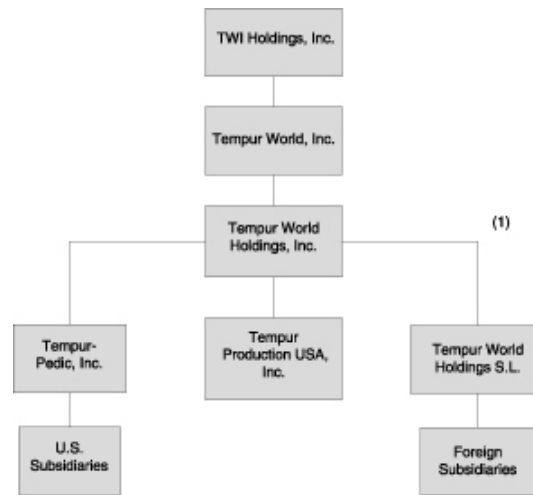 TWI Holdings, Inc.
Tempur World, Inc.
Tempur World
Holdings, Inc.
(1)
Tempur-
Pedic, Inc.
Tempur
Production USA,
Inc.
Tempur World
Holdings S.L.
U.S.
Subsidiaries
Foreign
Subsidiaries